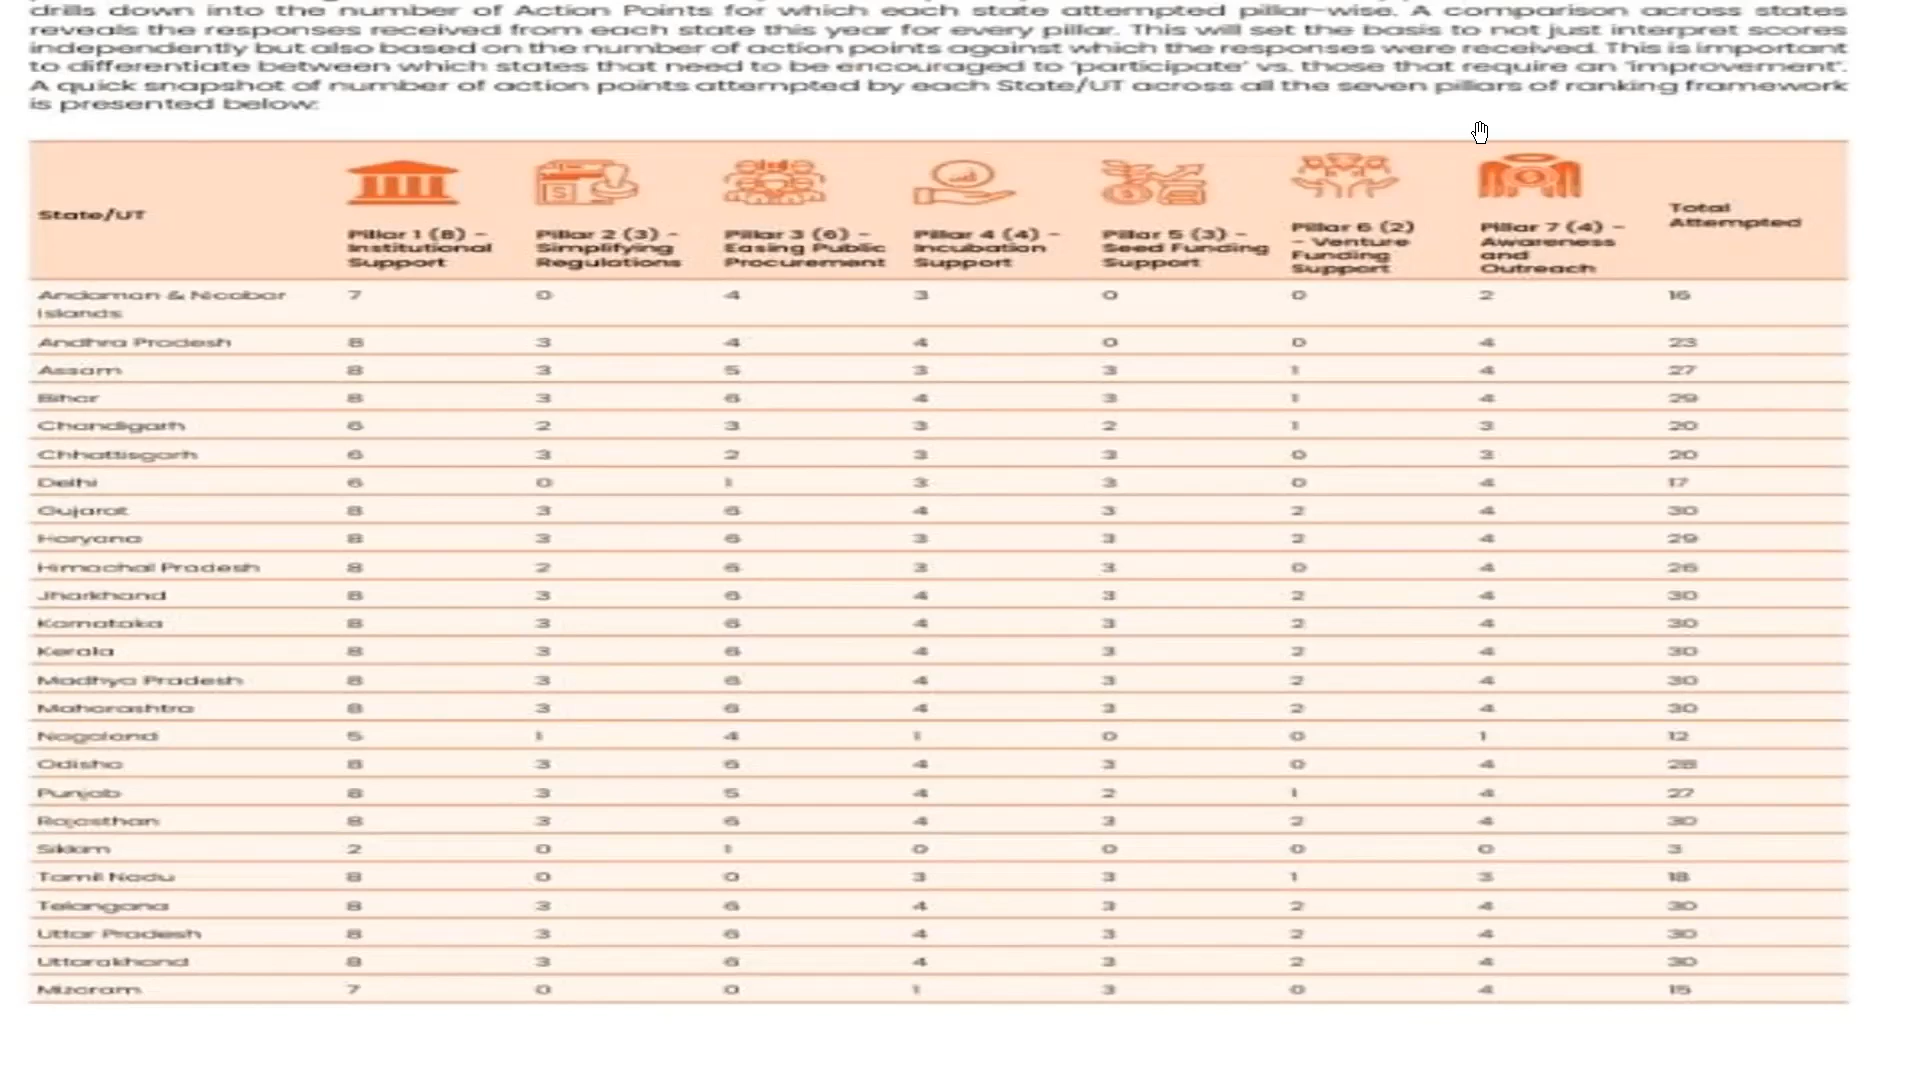 drills down into the number of Action Points for which each state attempted pillar-wise. A comparison across states
reveals the responses received from each state this year for every pillar. This will set the basis to not just interpret scores
independently but also based on the number of action points against which the responses were received. This is important
to differentiate between which states that need to be encouraged to 'participate' vs. those that require an 'improvement'.
A quick snapshot of number of action points attempted by each State/UT across all the seven pillars of ranking framework
is presented below:
State/UT Pillar 1 (8) – Institutional Support Pillar 2 (3) – Simplifying Regulations Pillar 3 (6) – Easing Public Procurement Pillar 4 (4) – Incubation Support Pillar 5 (3) – Seed Funding Support Pillar 6 (2) – Venture Funding Support Pillar 7 (4) – Awareness and Outreach Total Attempted
Andaman & Nicobar Islands 7 0 4 3 0 0 2 16
Andhra Pradesh 8 3 4 4 0 0 4 23
Assam 8 3 5 3 3 1 4 27
Bihar 8 3 6 4 3 1 4 29
Chandigarh 6 2 3 3 2 1 3 20
Chhattisgarh 6 3 2 3 3 0 3 20
Delhi 6 0 1 3 3 0 4 17
Gujarat 8 3 6 4 3 2 4 30
Haryana 8 3 6 3 3 2 4 29
Himachal Pradesh 8 2 6 3 3 0 4 26
Jharkhand 8 3 6 4 3 2 4 30
Karnataka 8 3 6 4 3 2 4 30
Kerala 8 3 6 4 3 2 4 30
Madhya Pradesh 8 3 6 4 3 2 4 30
Maharashtra 8 3 6 4 3 2 4 30
Nagaland 5 1 4 1 0 0 1 12
Odisha 8 3 6 4 3 0 4 28
Punjab 8 3 5 4 2 1 4 27
Rajasthan 8 3 6 4 3 2 4 30
Sikkim 2 0 1 0 0 0 0 3
Tamil Nadu 8 0 0 3 3 1 3 18
Telangana 8 3 6 4 3 2 4 30
Uttar Pradesh 8 3 6 4 3 2 4 30
Uttarakhand 8 3 6 4 3 2 4 30
Mizoram 7 0 0 1 3 0 4 15